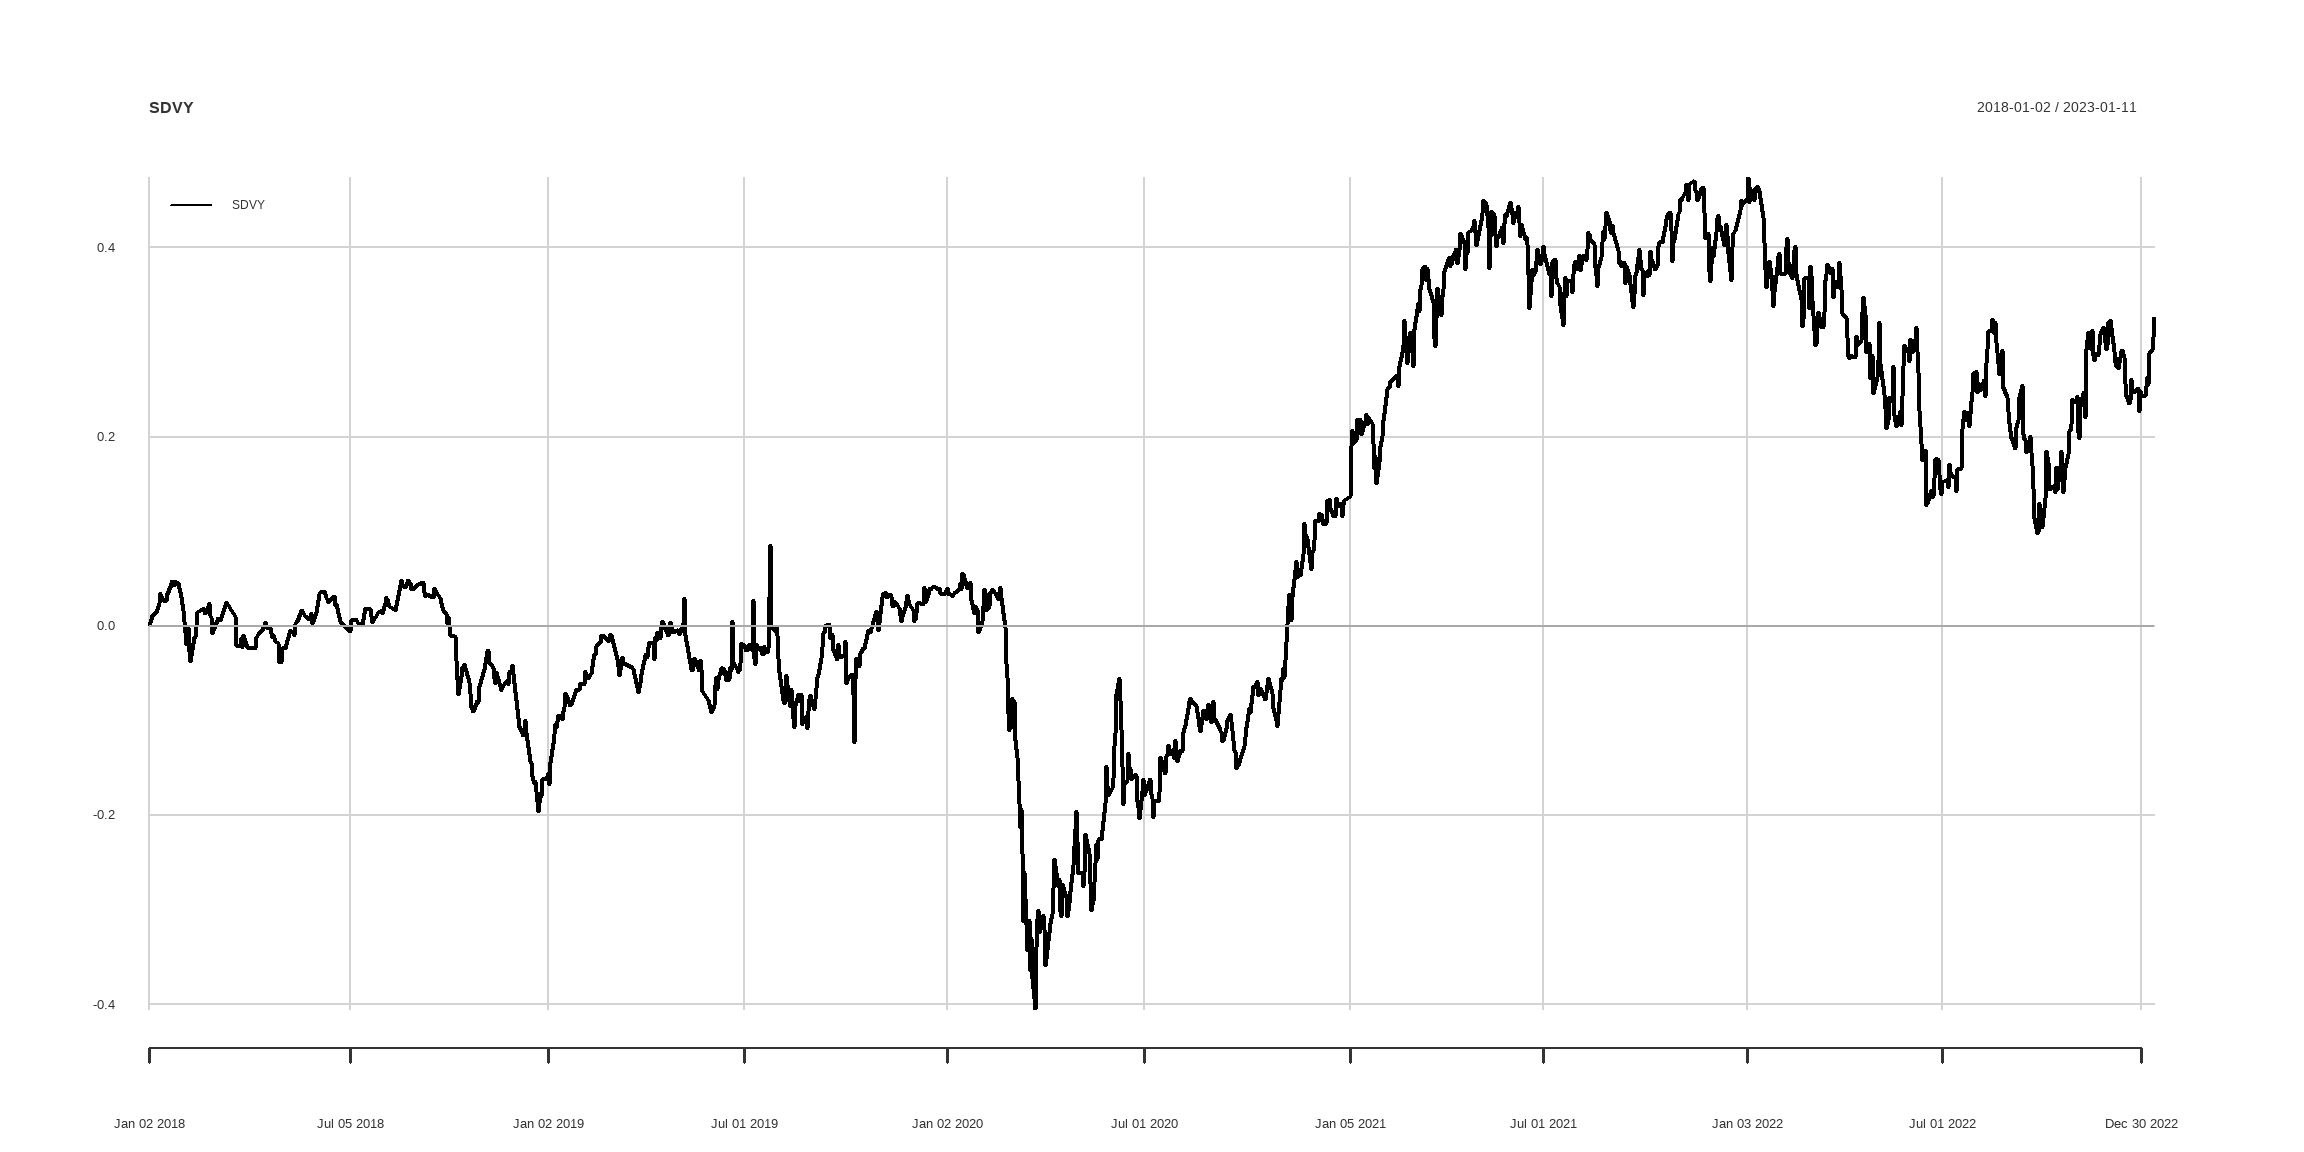 SDVY
2018-01-02 / 2023-01-11
SDVY
0.4
0.2
0.0
-0.2
-0.4
Jan 02 2018
Jul 05 2018
Jan 02 2019
Jul 01 2019
Jan 02 2020
Jul 01 2020
Jan 05 2021
Jul 01 2021
Jan 03 2022
Jul 01 2022
Dec 30 2022